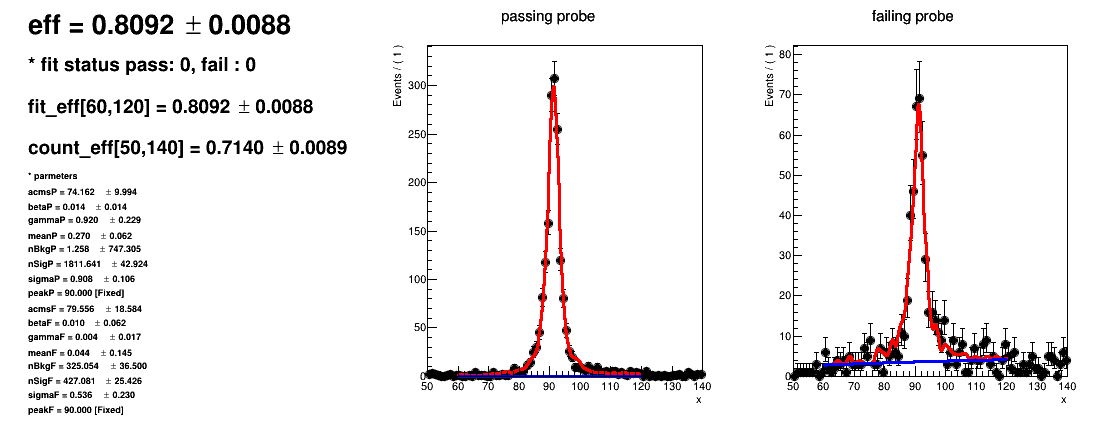 eff = 0.8092 ± 0.0088
* fit status pass: 0, fail : 0
fit_eff[60,120] = 0.8092 ± 0.0088
count_eff[50,140] = 0.7140 ± 0.0089
* parmeters
acmsP = 74.162 ± 9.994
betaP = 0.014 ± 0.014
gammaP = 0.920 ± 0.229
meanP = 0.270 ± 0.062
nBkgP = 1.258 ± 747.305
nSigP = 1811.641 ± 42.924
sigmaP = 0.908 ± 0.106
peakP = 90.000 [Fixed]
acmsF = 79.556 ± 18.584
betaF = 0.010 ± 0.062
gammaF = 0.004 ± 0.017
meanF = 0.044 ± 0.145
nBkgF = 325.054 ± 36.500
nSigF = 427.081 ± 25.426
sigmaF = 0.536 ± 0.230
peakF = 90.000 [Fixed]
passing probe
Events / ( 1 )
300
250
200
150
100
50
0
50 60 70 80 90 100 110 120 130 140
x
failing probe
Events / ( 1 )
80
70
60
50
40
30
20
10
0
50 60 70 80 90 100 110 120 130 140
x